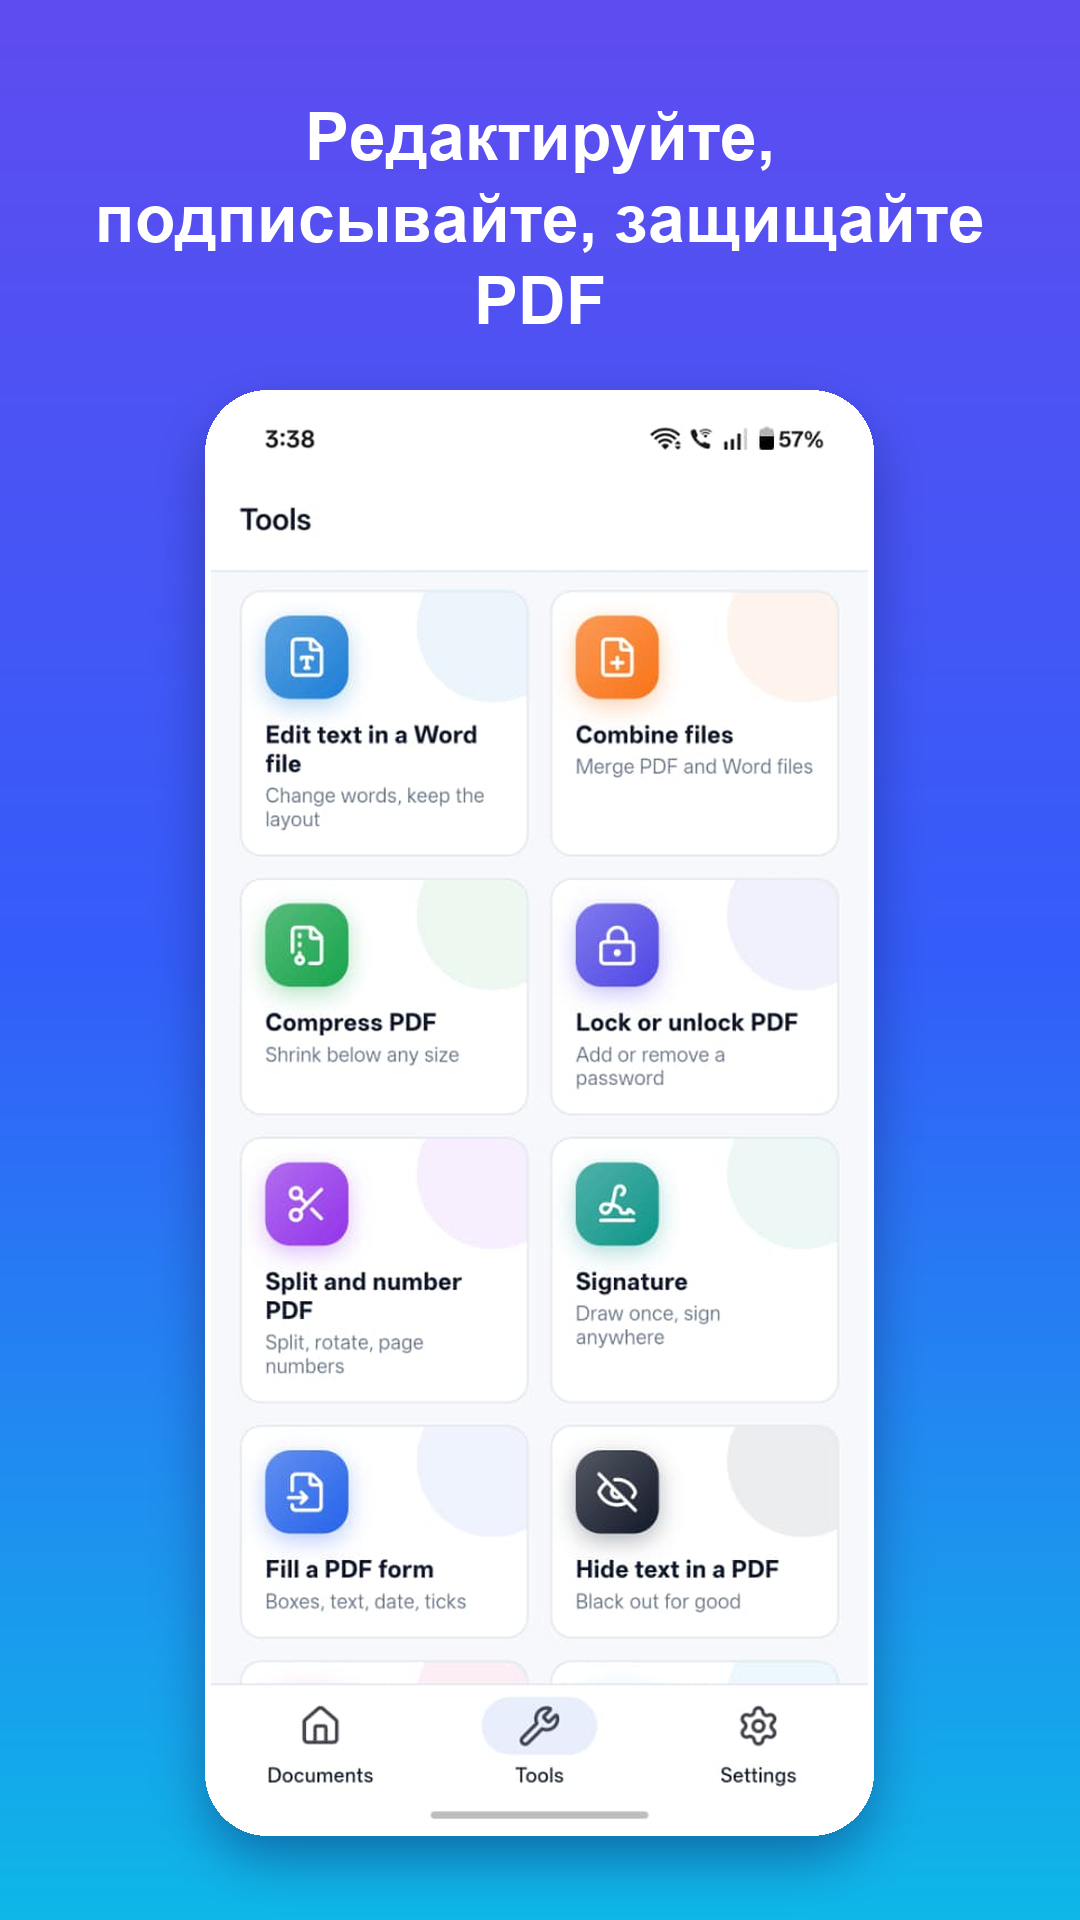 Редактируйте,
подписывайте, защищайте
PDF
3:38
57%
Tools
Edit text in a Word
file
Change words, keep the
layout
Combine files
Merge PDF and Word files
Compress PDF
Shrink below any size
Lock or unlock PDF
Add or remove a
password
Split and number
PDF
Split, rotate, page
numbers
Signature
Draw once, sign
anywhere
Fill a PDF form
Boxes, text, date, ticks
Hide text in a PDF
Black out for good
Documents
Tools
Settings